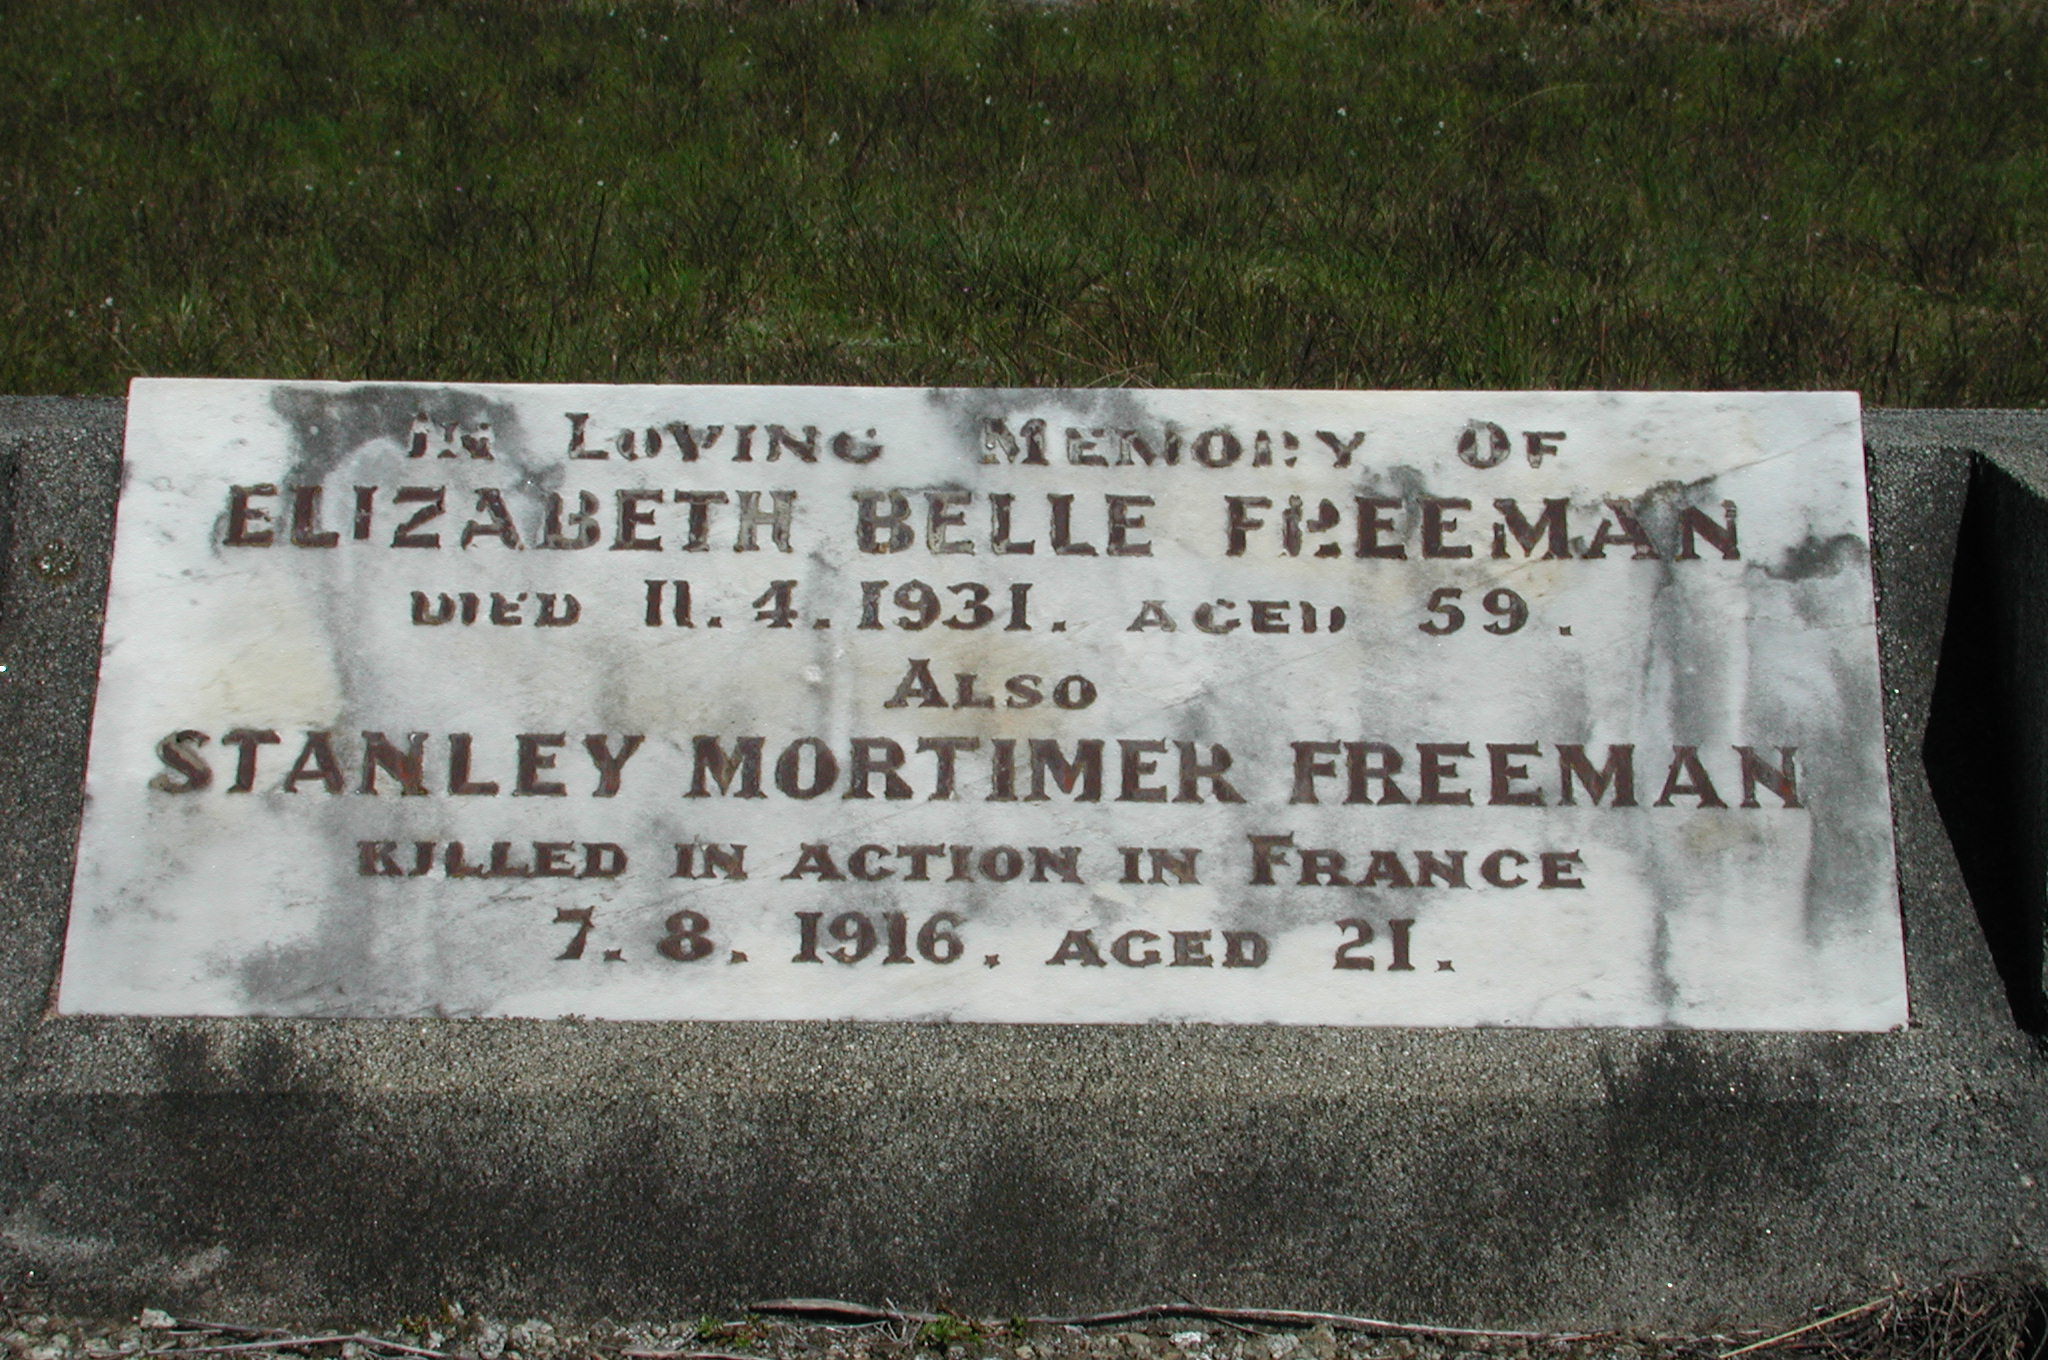 In Loving Memory Of
ELIZABETH BELLE FREEMAN
DIED 11. 4. 1931. AGED 59.
ALSO
STANLEY MORTIMER FREEMAN
KILLED IN ACTION IN FRANCE
7. 8. 1916. AGED 21.